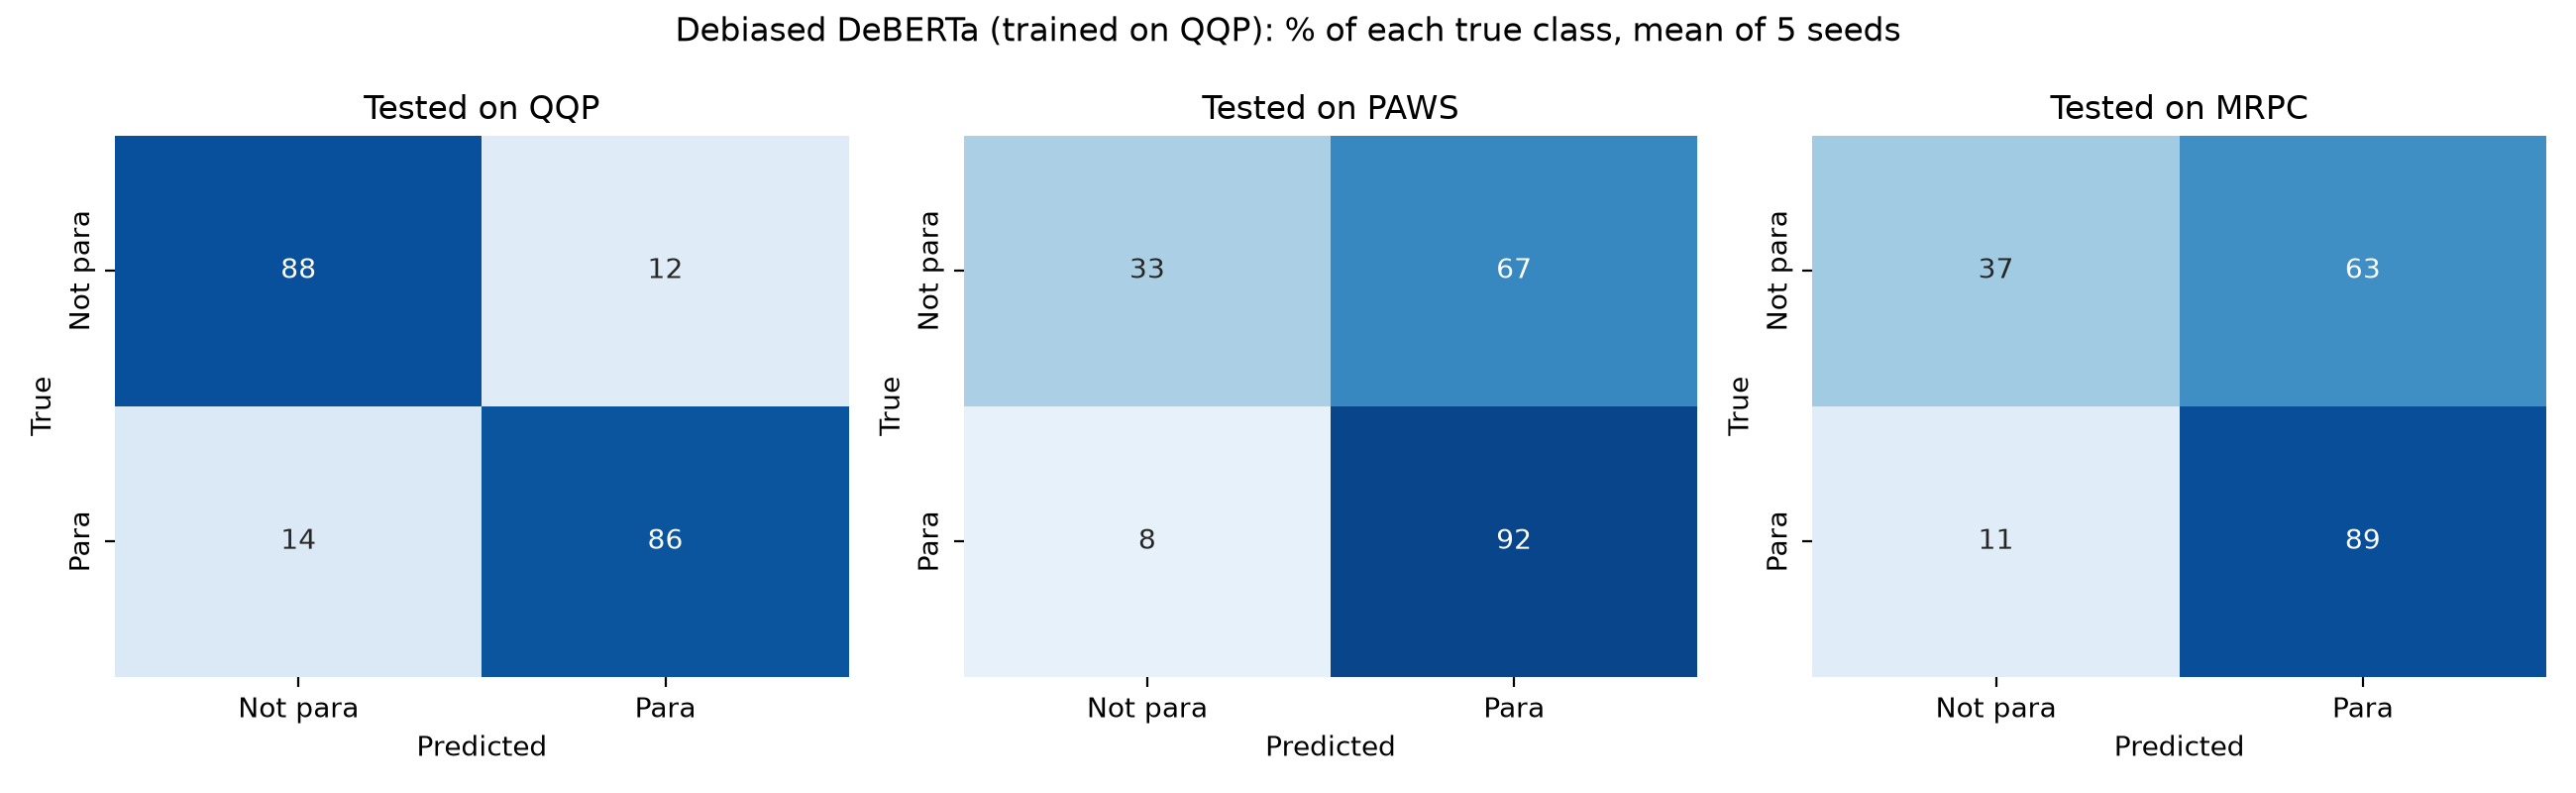 Debiased DeBERTa (trained on QQP): % of each true class, mean of 5 seeds
Tested on QQP
True
Not para
88
12
Para
14
86
Not para
Para
Predicted
Tested on PAWS
True
Not para
33
67
Para
8
92
Not para
Para
Predicted
Tested on MRPC
True
Not para
37
63
Para
11
89
Not para
Para
Predicted